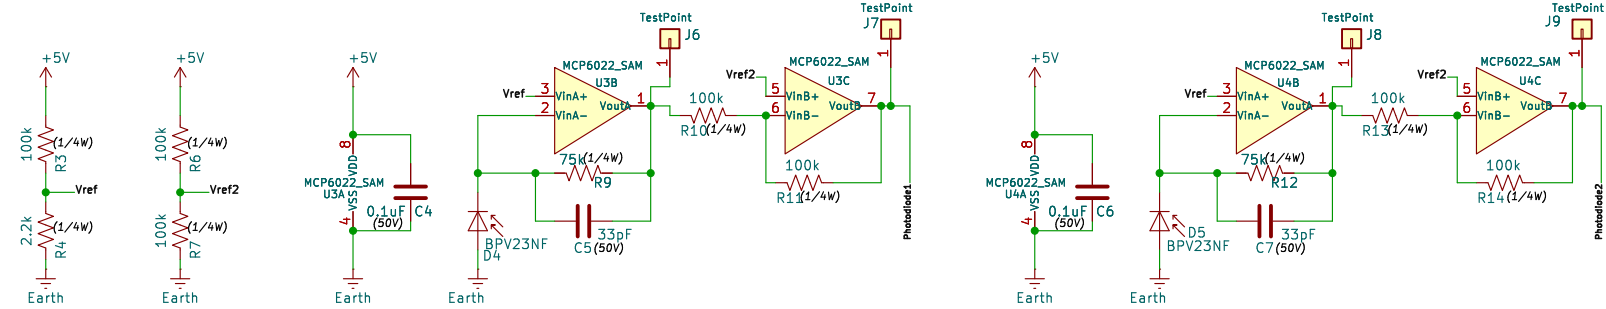 +5V
100k
(1/4W)
R3
Vref
2.2k
(1/4W)
R4
Earth
+5V
100k
(1/4W)
R6
Vref2
100k
(1/4W)
R7
Earth
+5V
8
VDD
MCP6022_SAM
U3A
VSS
4
0.1uF C4
(50V)
Earth
TestPoint
J6
1
MCP6022_SAM
U3B
Vref
3
VinA+
2
VinA-
VoutA
1
75k
(1/4W)
R9
33pF
C5
(50V)
BPV23NF
D4
Earth
100k
R10
(1/4W)
TestPoint
J7
1
MCP6022_SAM
U3C
Vref2
5
VinB+
6
VinB-
VoutB
7
100k
R11
(1/4W)
Photodiode1
+5V
8
VDD
MCP6022_SAM
U4A
VSS
4
0.1uF C6
(50V)
Earth
TestPoint
J8
1
MCP6022_SAM
U4B
Vref
3
VinA+
2
VinA-
VoutA
1
75k
(1/4W)
R12
33pF
C7
(50V)
D5
BPV23NF
Earth
100k
R13
(1/4W)
TestPoint
J9
1
MCP6022_SAM
U4C
Vref2
5
VinB+
6
VinB-
VoutB
7
100k
R14
(1/4W)
Photodiode2